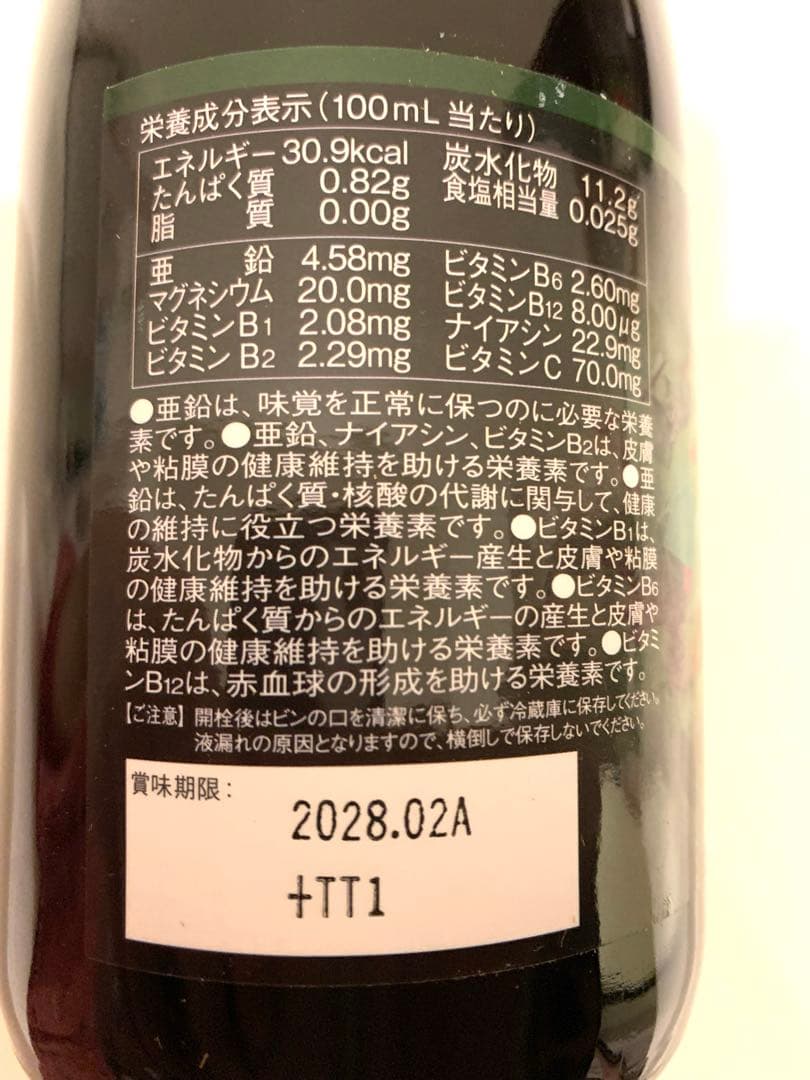 栄養成分表示(100mL当たり)
エネルギー 30.9kcal 炭水化物 11.2g
たんぱく質 0.82g 食塩相当量 0.025g
脂質 0.00g
亜鉛 4.58mg ビタミンB6 2.60mg
マグネシウム 20.0mg ビタミンB12 8.00μg
ビタミンB1 2.08mg ナイアシン 22.9mg
ビタミンB2 2.29mg ビタミンC 70.0mg
●亜鉛は、味覚を正常に保つのに必要な栄養
素です。●亜鉛、ナイアシン、ビタミンB2は、皮膚
や粘膜の健康維持を助ける栄養素です。●亜
鉛は、たんぱく質・核酸の代謝に関与して、健康
の維持に役立つ栄養素です。●ビタミンB1は、
炭水化物からのエネルギー産生と皮膚や粘膜
の健康維持を助ける栄養素です。●ビタミンB6
は、たんぱく質からのエネルギーの産生と皮膚や
粘膜の健康維持を助ける栄養素です。●ビタミ
ンB12は、赤血球の形成を助ける栄養素です。
【ご注意】開栓後はビンの口を清潔に保ち、必ず冷蔵庫に保存してください。
液漏れの原因となりますので、横倒しで保存しないでください。
賞味期限:
2028.02A
+TT1